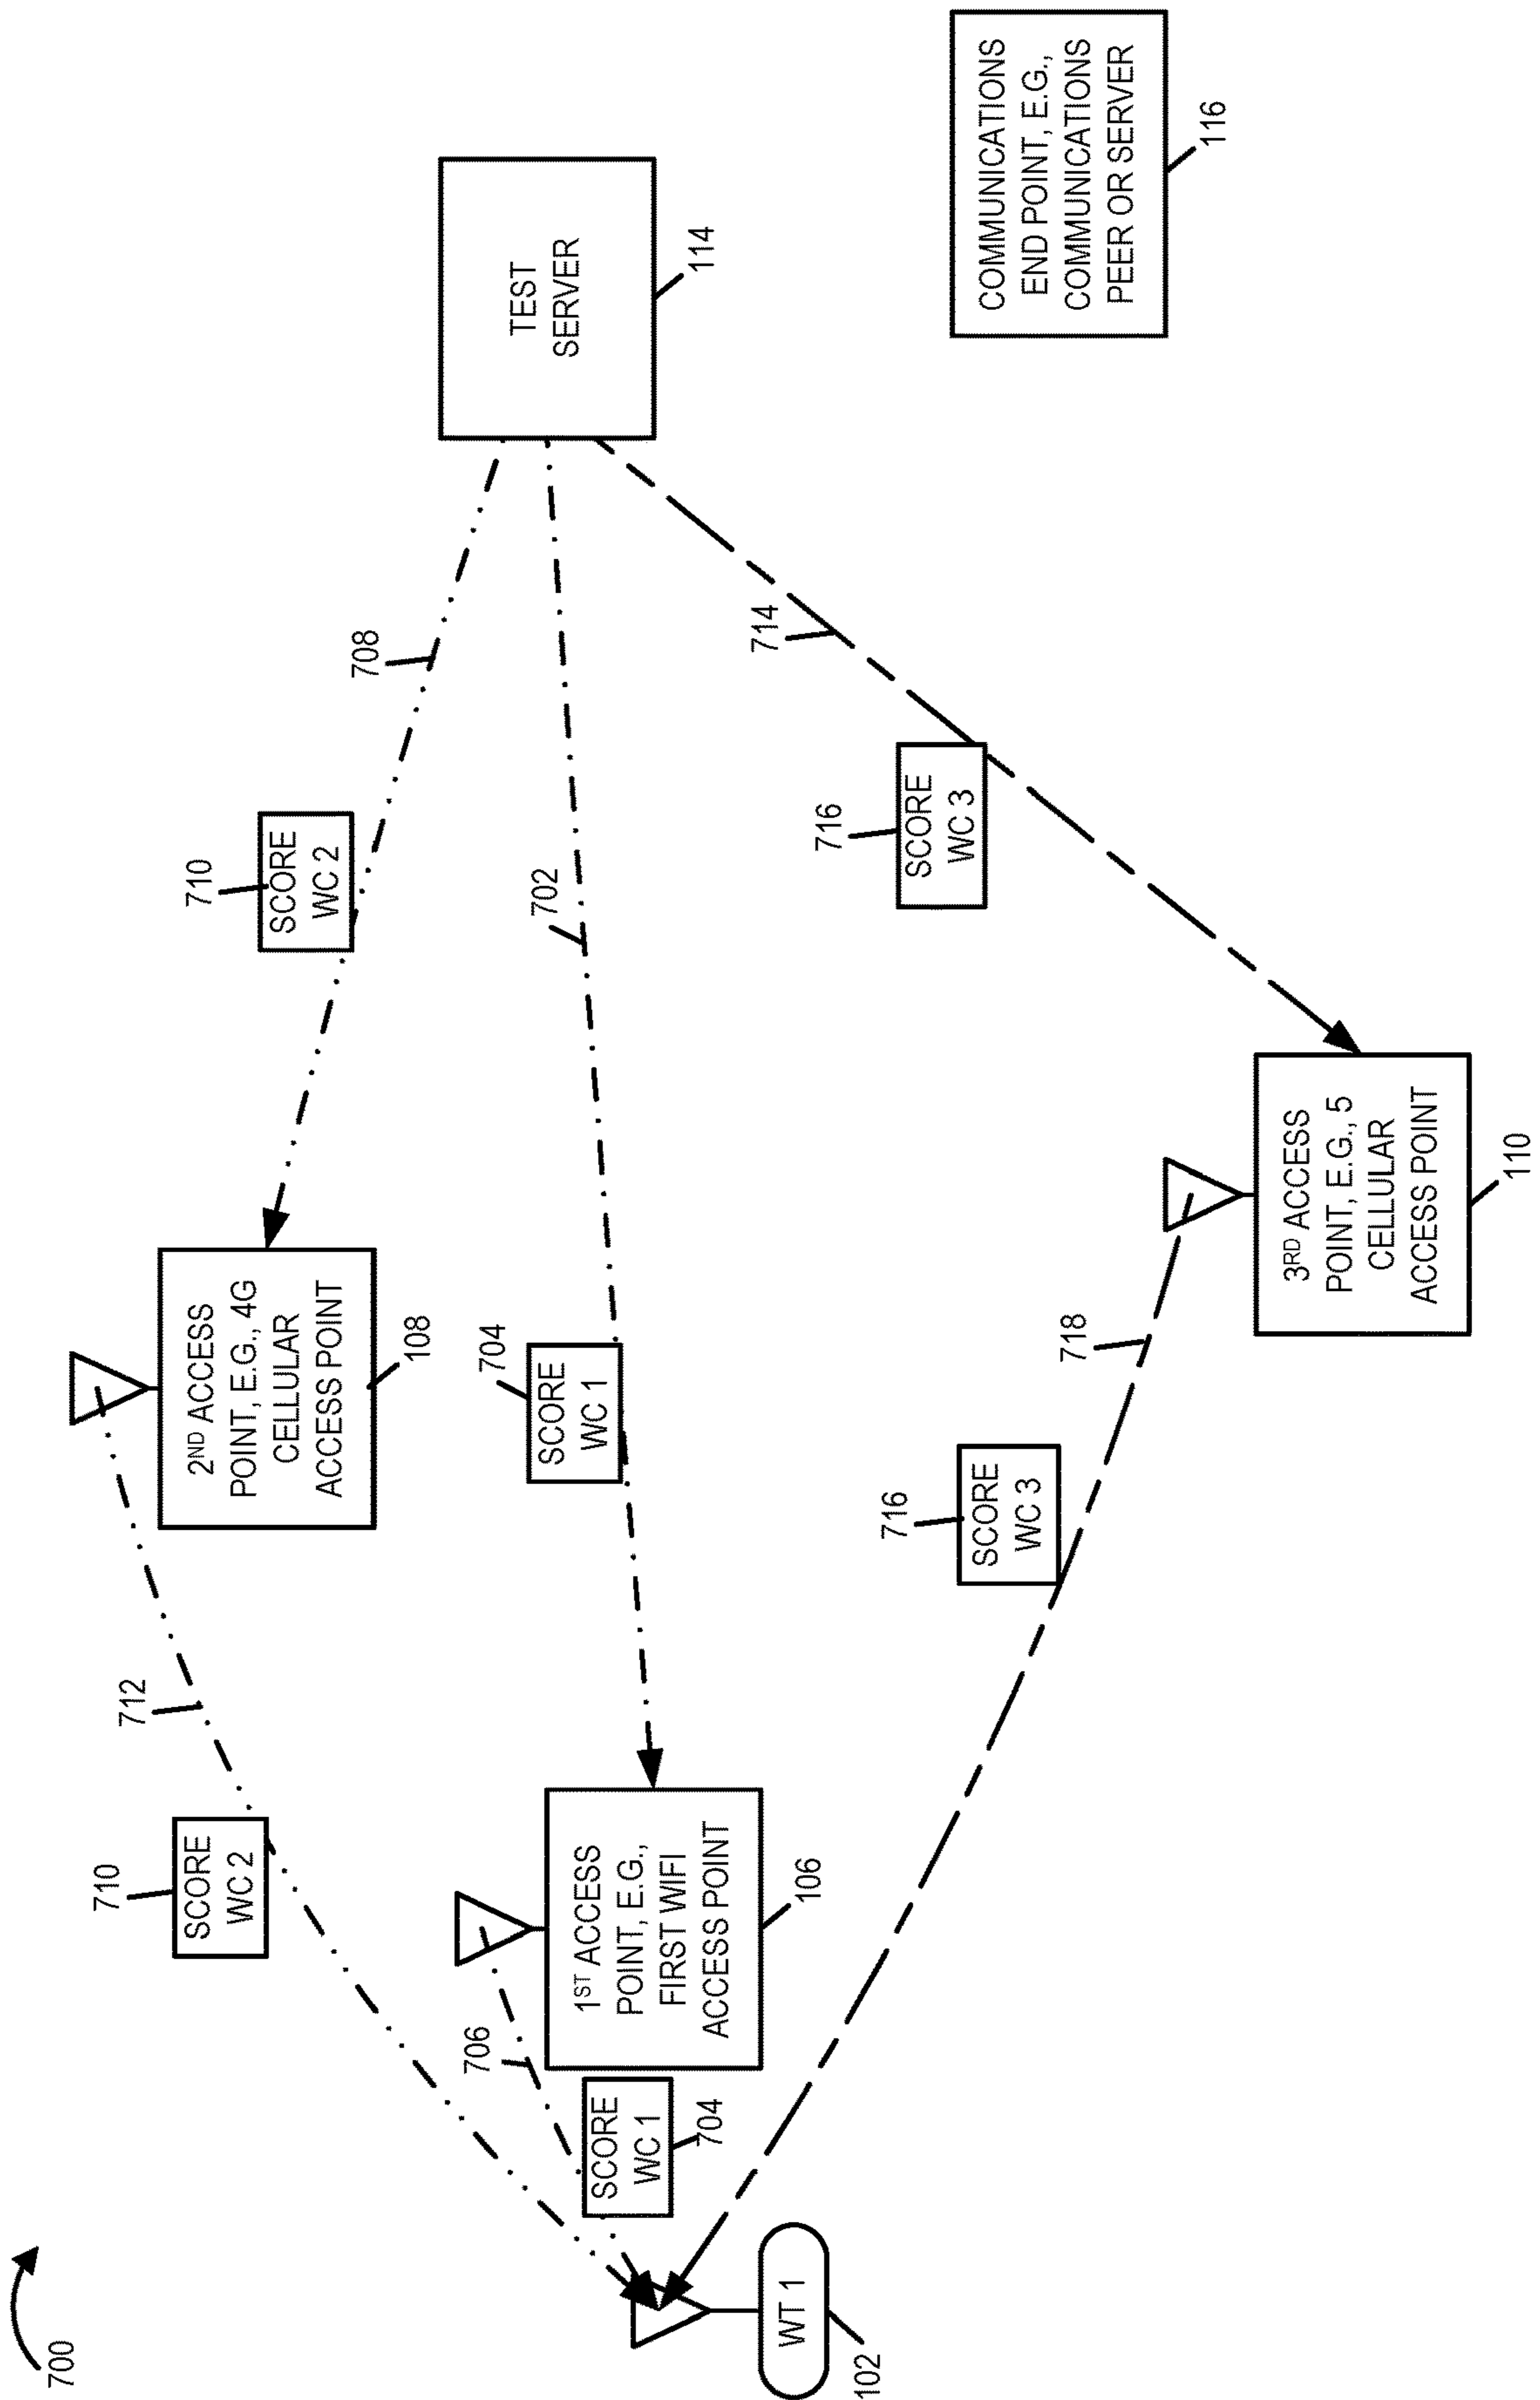 700
710
SCORE
WC 2
712
2ND ACCESS
POINT, E.G., 4G
CELLULAR
ACCESS POINT
108
710
SCORE
WC 2
708
TEST
SERVER
114
WT 1
102
706
SCORE
WC 1
704
1ST ACCESS
POINT, E.G.,
FIRST WIFI
ACCESS POINT
106
704
SCORE
WC 1
702
716
SCORE
WC 3
718
3RD ACCESS
POINT, E.G., 5
CELLULAR
ACCESS POINT
110
716
SCORE
WC 3
714
COMMUNICATIONS
END POINT, E.G.,
COMMUNICATIONS
PEER OR SERVER
116